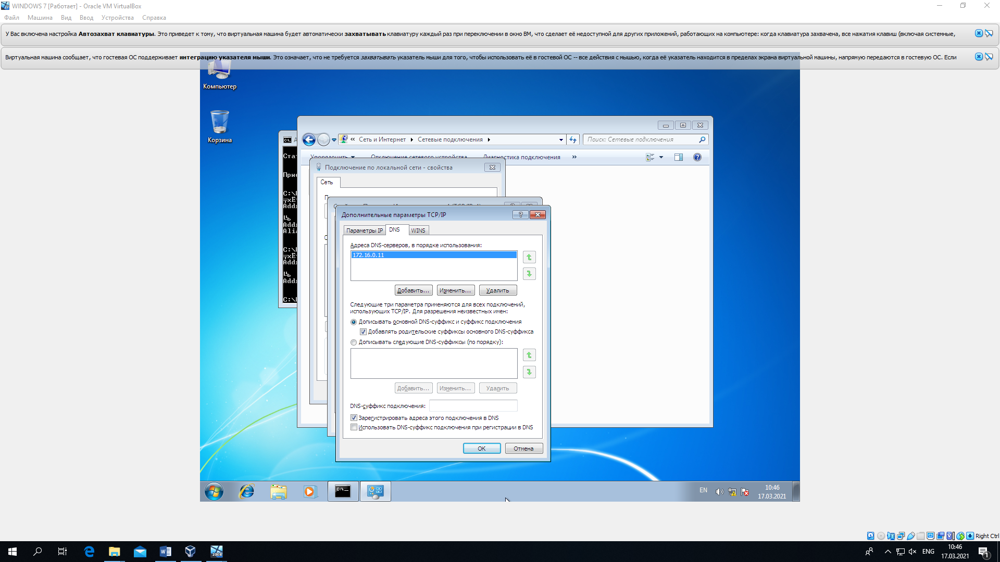 WINDOWS 7 [Работает] - Oracle VM VirtualBox
Файл Машина Вид Ввод Устройства Справка
У Вас включена настройка Автозахват клавиатуры. Это приведет к тому, что виртуальная машина будет автоматически захватывать клавиатуру каждый раз при переключении в окно ВМ, что сделает её недоступной для других приложений, работающих на компьютере: когда клавиатура захвачена, все нажатия клавиш (включая системные,
Виртуальная машина сообщает, что гостевая ОС поддерживает интеграцию указателя мыши. Это означает, что не требуется захватывать указатель мыши для того, чтобы использовать её в гостевой ОС -- все действия с мышью, когда её указатель находится в пределах экрана виртуальной машины, напрямую передаются в гостевую ОС. Если
Компьютер
Корзина
« Сеть и Интернет Сетевые подключения
Поиск: Сетевые подключения
Упорядочить Отключение сетевого устройства Диагностика подключения »
Подключение по локальной сети - свойства
Сеть
Дополнительные параметры TCP/IP
Параметры IP DNS WINS
Адреса DNS-серверов, в порядке использования:
172.16.0.11
Добавить... Изменить... Удалить
Следующие три параметра применяются для всех подключений,
использующих TCP/IP. Для разрешения неизвестных имен:
Дописывать основной DNS-суффикс и суффикс подключения
Добавлять родительские суффиксы основного DNS-суффикса
Дописывать следующие DNS-суффиксы (по порядку):
Добавить... Изменить... Удалить
DNS-суффикс подключения:
Зарегистрировать адреса этого подключения в DNS
Использовать DNS-суффикс подключения при регистрации в DNS
OK Отмена
EN
10:46
17.03.2021
Right Ctrl
2008
ENG
10:46
17.03.2021
1